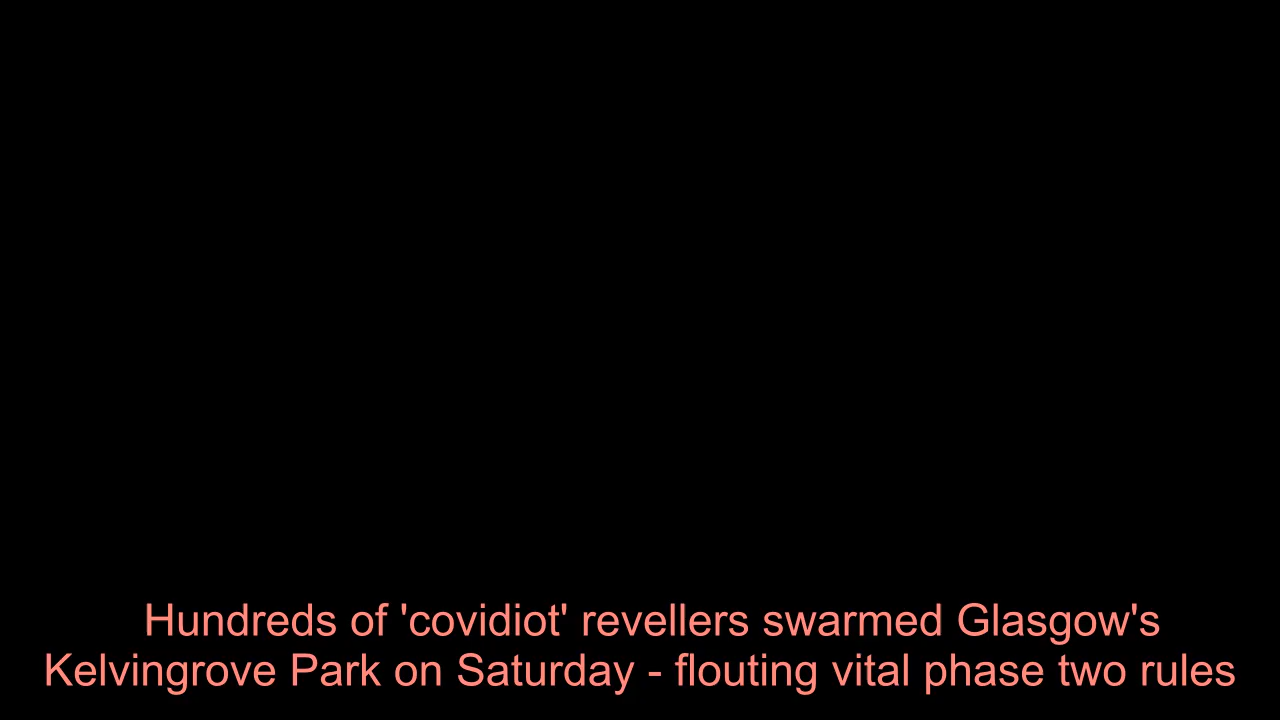 Hundreds of 'covidiot' revellers swarmed Glasgow's
Kelvingrove Park on Saturday - flouting vital phase two rules